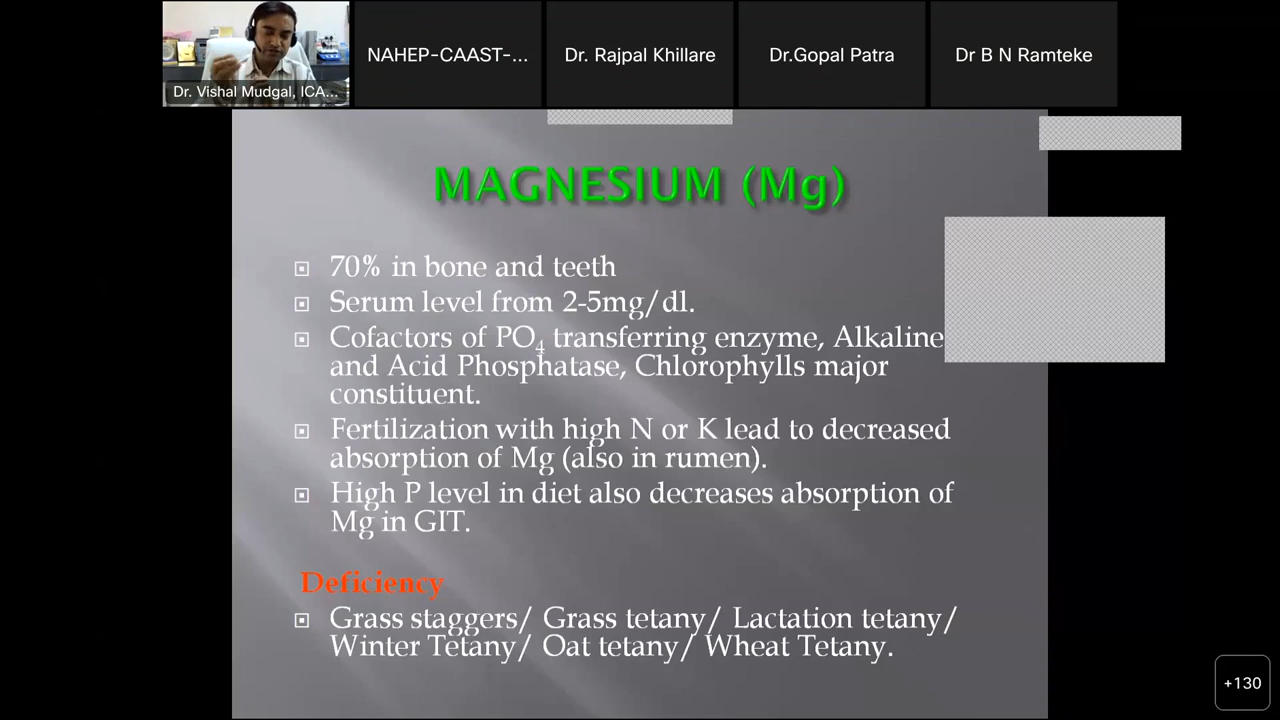 NAHEP-CAAST-...
Dr. Rajpal Khillare
Dr.Gopal Patra
Dr B N Ramteke
Dr. Vishal Mudgal, ICA...
MAGNESIUM (Mg)
70% in bone and teeth
Serum level from 2-5mg/dl.
Cofactors of PO4 transferring enzyme, Alkaline
and Acid Phosphatase, Chlorophylls major
constituent.
Fertilization with high N or K lead to decreased
absorption of Mg (also in rumen).
High P level in diet also decreases absorption of
Mg in GIT.
Deficiency
Grass staggers/ Grass tetany/ Lactation tetany/
Winter Tetany/ Oat tetany/ Wheat Tetany.
+130